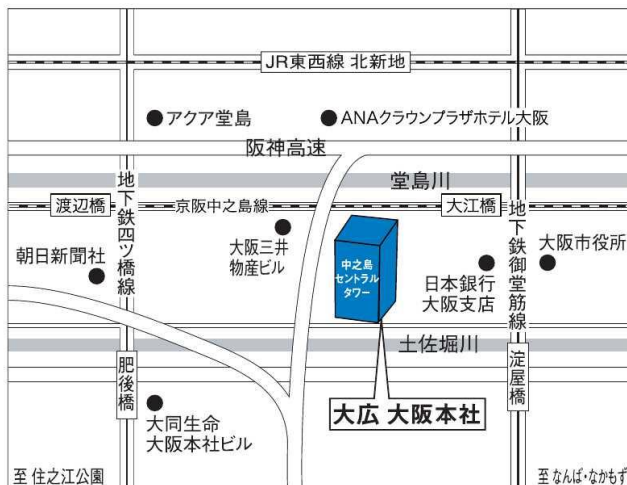 JR東西線 北新地
アクア堂島
ANAクラウンプラザホテル大阪
阪神高速
堂島川
地下鉄四ツ橋線
渡辺橋
京阪中之島線
大江橋
地下鉄御堂筋線
朝日新聞社
大阪三井
物産ビル
中之島
セントラル
タワー
日本銀行
大阪支店
大阪市役所
土佐堀川
肥後橋
淀屋橋
大広 大阪本社
大同生命
大阪本社ビル
至 住之江公園
至 なんば・なかもず